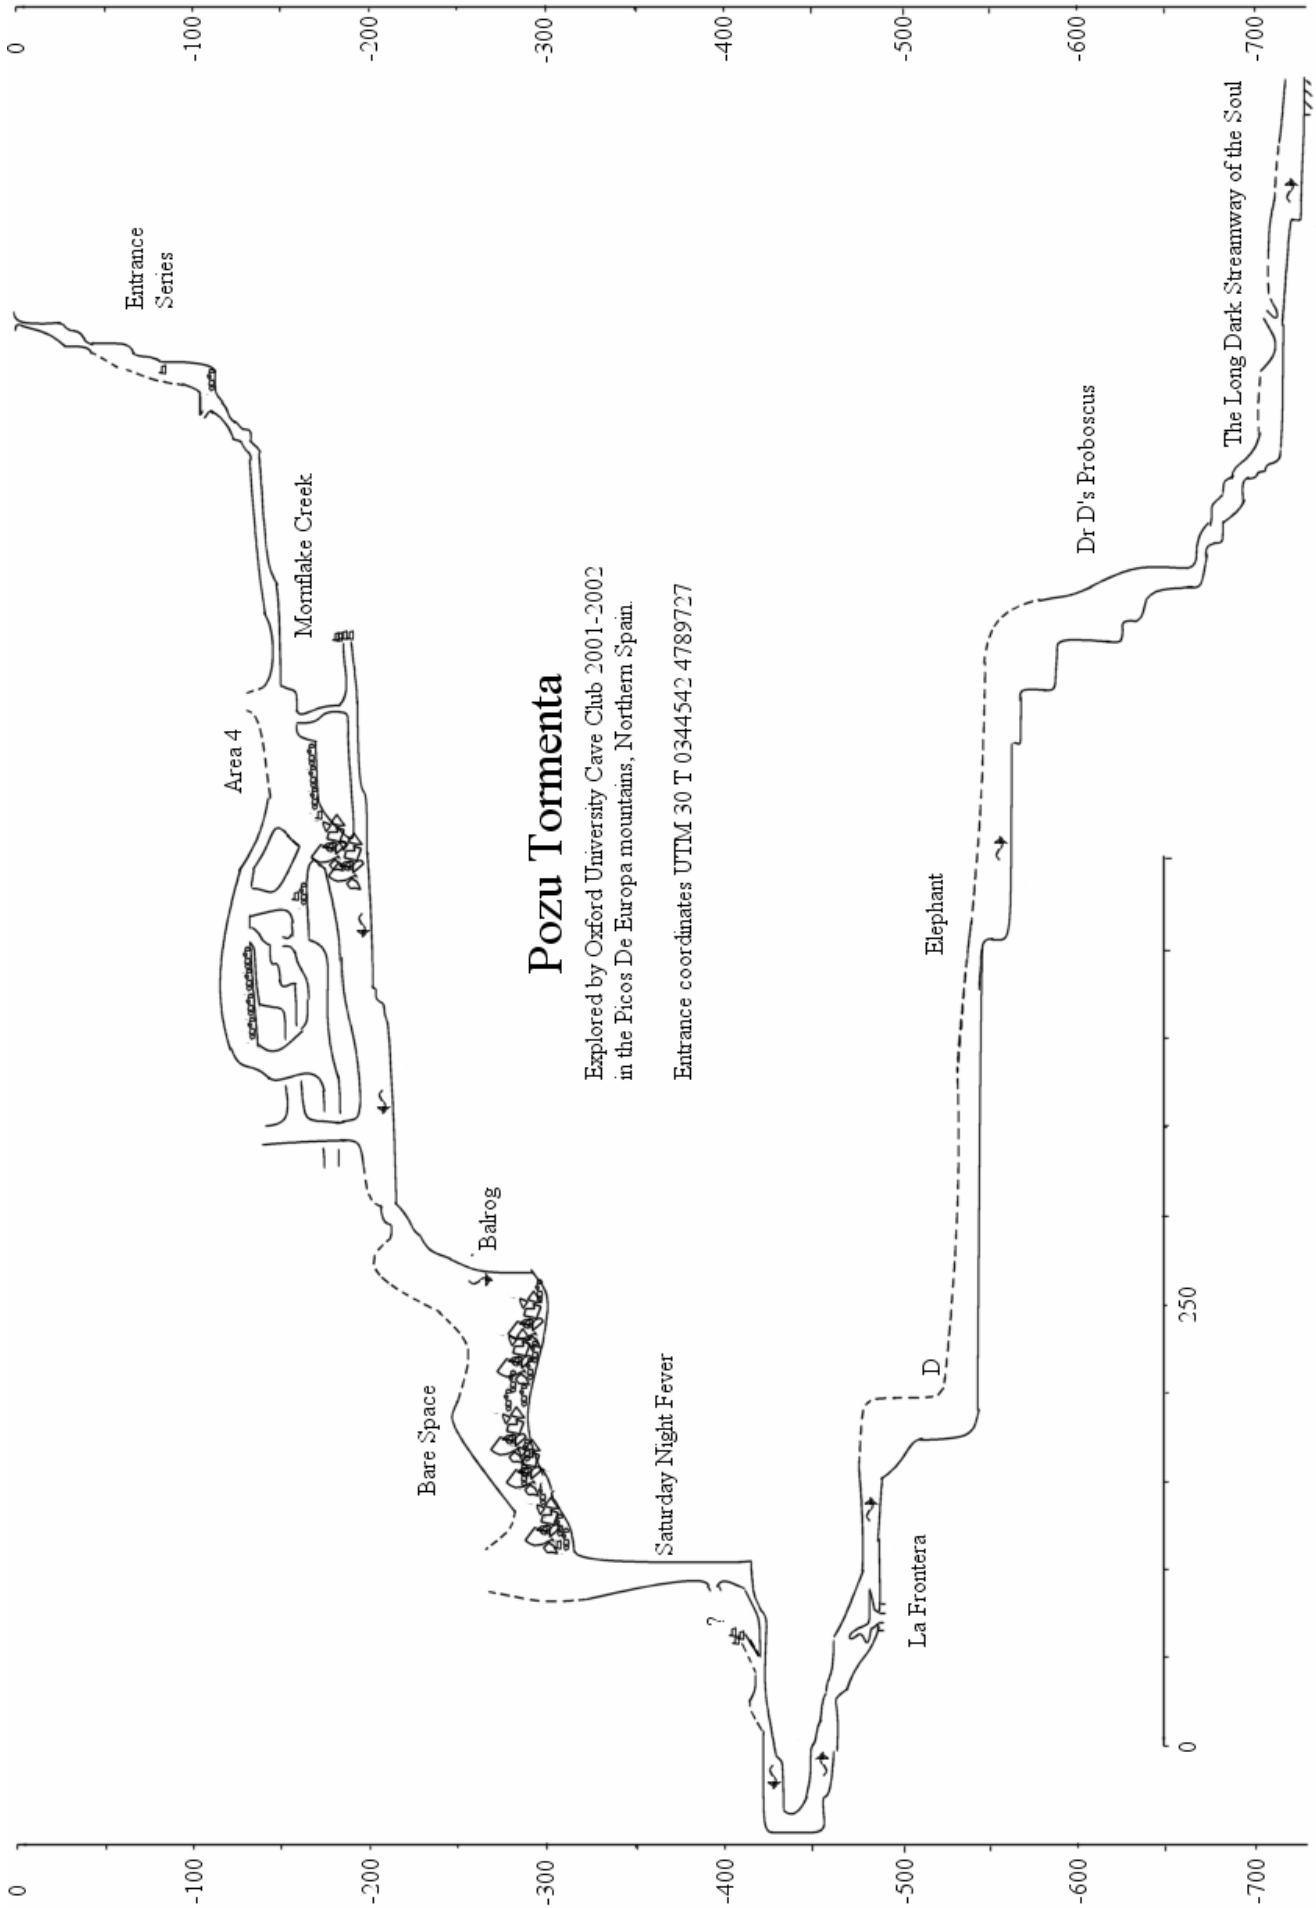 0
0
Entrance
Series
-100
-100
Area 4
Mornflake Creek
-200
-200
Bare Space
Balrog
-300
-300
Pozu Tormenta
Explored by Oxford University Cave Club 2001-2002
in the Picos De Europa mountains, Northern Spain.
Saturday Night Fever
Entrance coordinates UTM 30 T 0344542 4789727
?
-400
-400
-500
-500
La Frontera
D
Elephant
-600
-600
Dr D's Proboscus
0
250
The Long Dark Streamway of the Soul
-700
-700